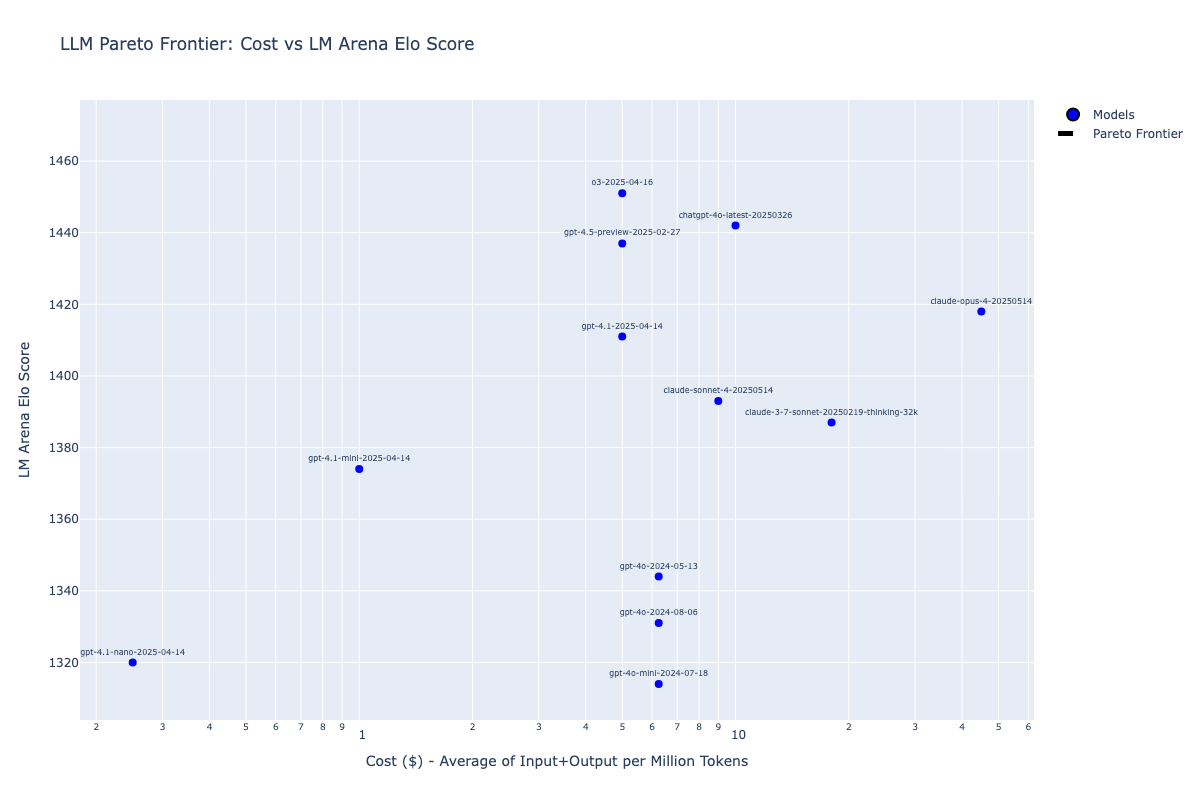 LLM Pareto Frontier: Cost vs LM Arena Elo Score
Models
Pareto Frontier
1460
1440
1420
1400
1380
1360
1340
1320
LM Arena Elo Score
o3-2025-04-16
chatgpt-4o-latest-20250326
gpt-4.5-preview-2025-02-27
claude-opus-4-20250514
gpt-4.1-2025-04-14
claude-sonnet-4-20250514
claude-3-7-sonnet-20250219-thinking-32k
gpt-4.1-mini-2025-04-14
gpt-4o-2024-05-13
gpt-4o-2024-08-06
gpt-4.1-nano-2025-04-14
gpt-4o-mini-2024-07-18
2 3 4 5 6 7 8 9 1 2 3 4 5 6 7 8 9 10 2 3 4 5 6
Cost ($) - Average of Input+Output per Million Tokens